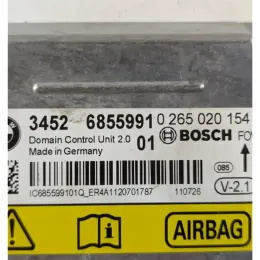 3452 6855991 0 265 020 154
Domain Control Unit 2.0 01 BOSCH
Made in Germany
085
IC685599101Q_ER4A1120701787 110726 V-2.1
AIRBAG